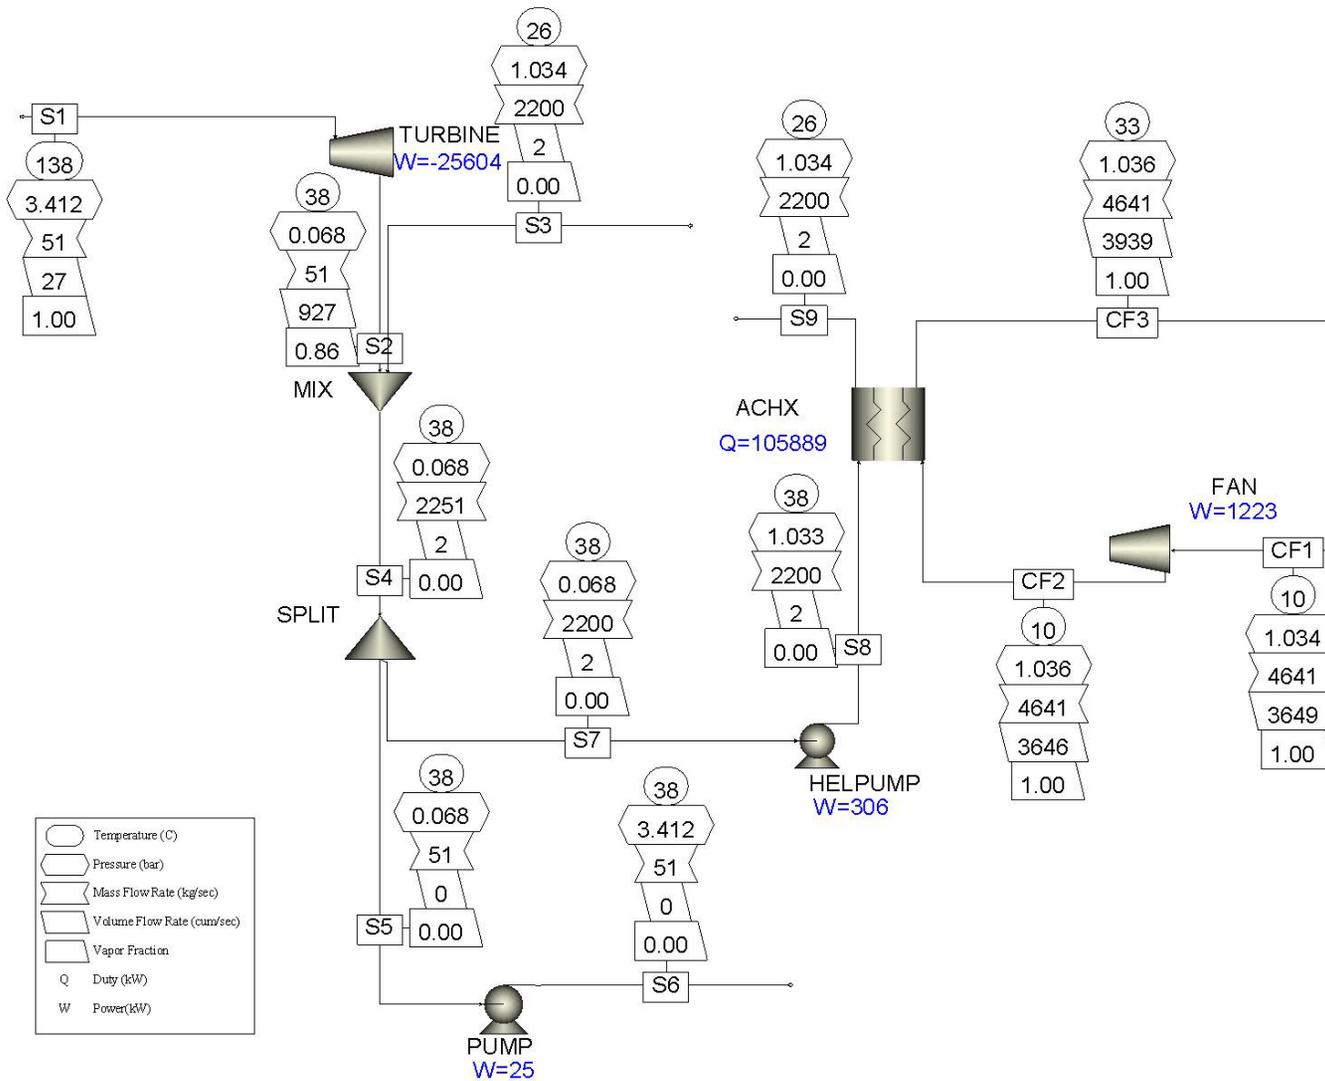 S1
138
3.412
51
27
1.00
TURBINE
W=-25604
26
1.034
2200
2
0.00
S3
38
0.068
51
927
0.86
S2
MIX
38
0.068
2251
2
0.00
S4
SPLIT
38
0.068
2200
2
0.00
S7
38
0.068
51
0
0.00
S5
PUMP
W=25
38
3.412
51
0
0.00
S6
HELPUMP
W=306
38
1.033
2200
2
0.00
S8
ACHX
Q=105889
26
1.034
2200
2
0.00
S9
33
1.036
4641
3939
1.00
CF3
FAN
W=1223
CF1
10
1.034
4641
3649
1.00
CF2
10
1.036
4641
3646
1.00
Temperature (C)
Pressure (bar)
Mass Flow Rate (kg/sec)
Volume Flow Rate (cum/sec)
Vapor Fraction
Q Duty (kW)
W Power(kW)